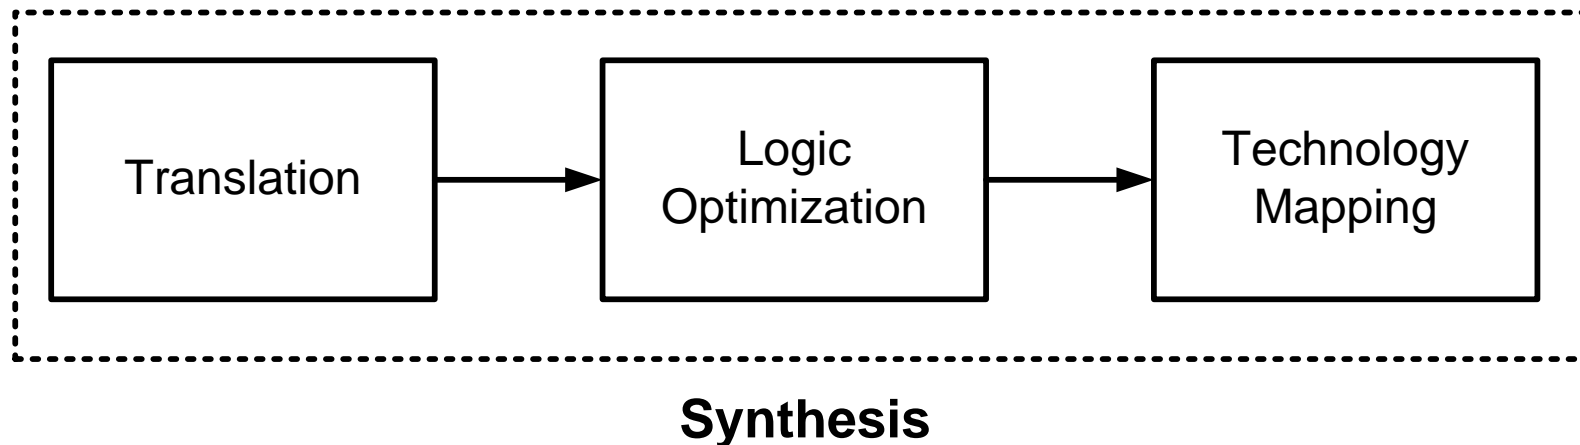 Translation
Logic
Optimization
Technology
Mapping
Synthesis